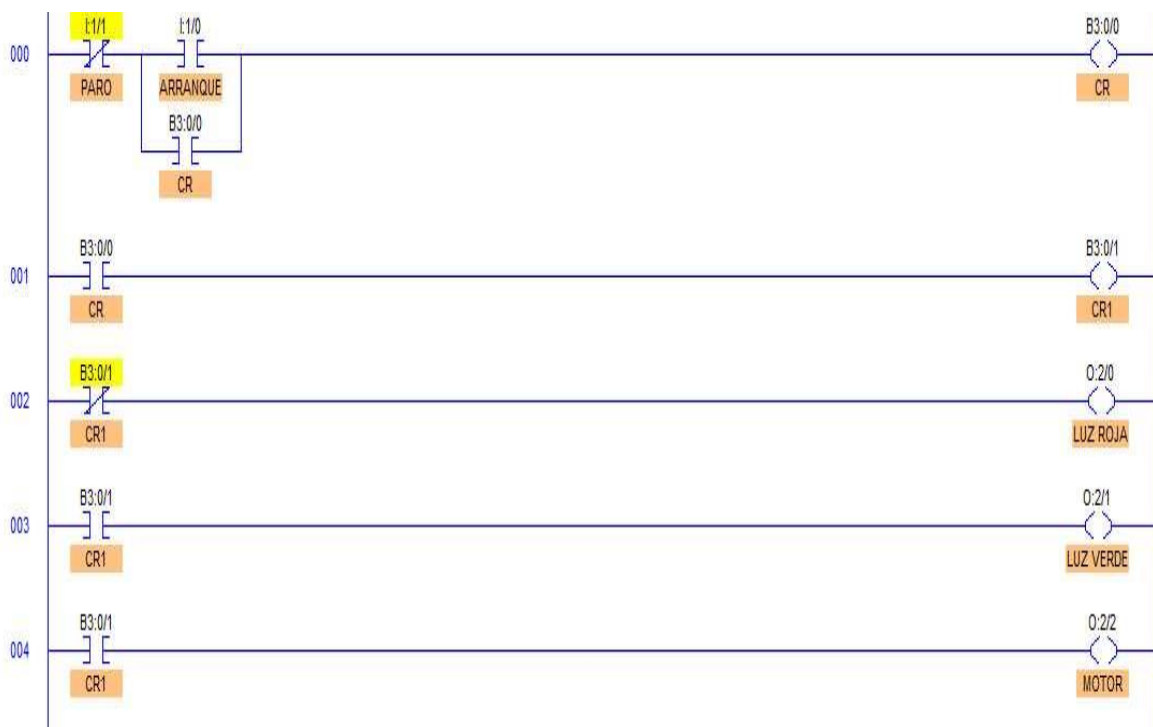 I:1/1 I:1/0 B3:0/0
000
PARO ARRANQUE CR
B3:0/0
CR
B3:0/0 B3:0/1
001
CR CR1
B3:0/1 O:2/0
002
CR1 LUZ ROJA
B3:0/1 O:2/1
003
CR1 LUZ VERDE
B3:0/1 O:2/2
004
CR1 MOTOR